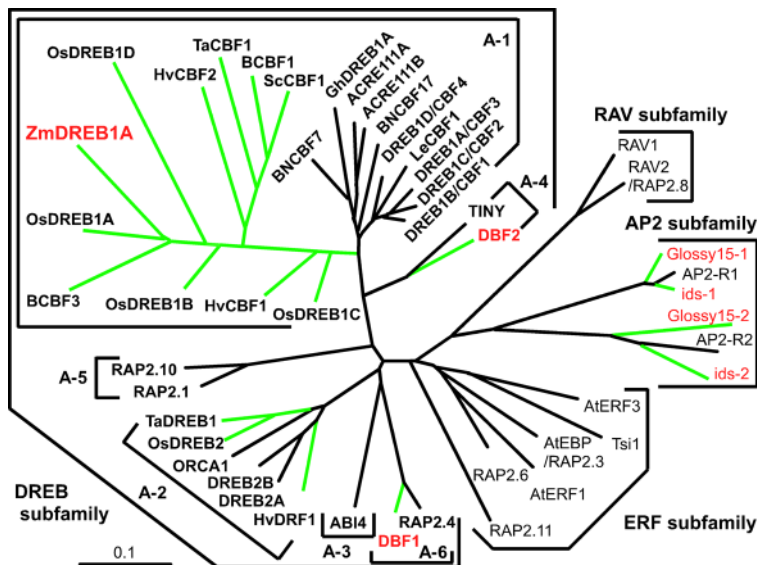 A-1
OsDREB1D
TaCBF1
BCBF1
HvCBF2
ScCBF1
ZmDREB1A
OsDREB1A
BCBF3
OsDREB1B
HvCBF1
OsDREB1C
BNCBF7
GhDREB1A
ACRE111A
ACRE111B
BNCBF17
DREB1D/CBF4
LeCBF1
DREB1A/CBF3
DREB1C/CBF2
DREB1B/CBF1
A-4
TINY
DBF2
RAV subfamily
RAV1
RAV2
/RAP2.8
AP2 subfamily
Glossy15-1
AP2-R1
ids-1
Glossy15-2
AP2-R2
ids-2
A-5
RAP2.10
RAP2.1
TaDREB1
OsDREB2
ORCA1
DREB2B
DREB2A
HvDRF1
A-2
DREB
subfamily
ABI4
A-3
RAP2.4
DBF1
A-6
AtERF3
Tsi1
AtEBP
/RAP2.3
RAP2.6
AtERF1
RAP2.11
ERF subfamily
0.1